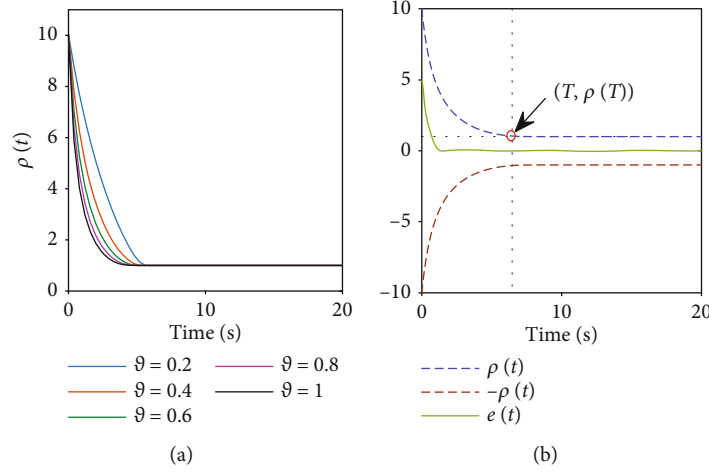 10
8
6
4
2
0
ρ (t)
0
10
20
Time (s)
ϑ = 0.2
ϑ = 0.4
ϑ = 0.6
ϑ = 0.8
ϑ = 1
(a)
10
5
0
−5
−10
(T, ρ (T))
0
10
20
Time (s)
ρ (t)
−ρ (t)
e (t)
(b)